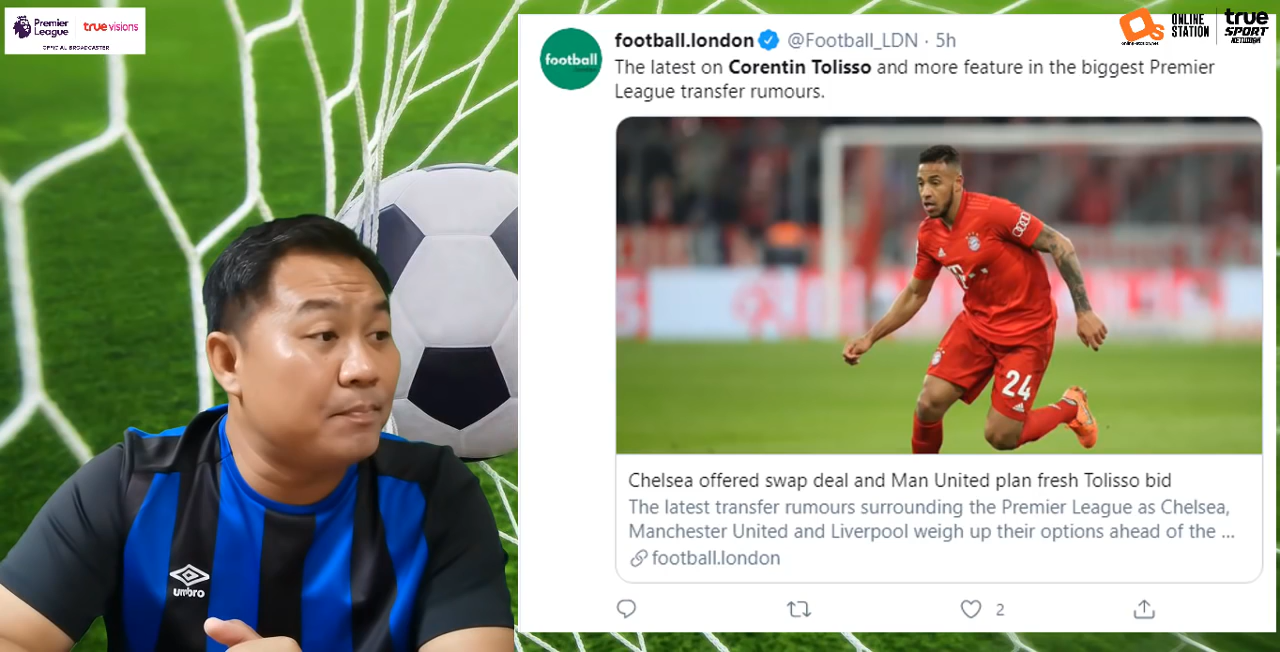 Premier League
true visions
OFFICIAL BROADCASTER
ONLINE STATION
true SPORT NETWORK
football.london @Football_LDN · 5h
The latest on Corentin Tolisso and more feature in the biggest Premier
League transfer rumours.
football
24
Chelsea offered swap deal and Man United plan fresh Tolisso bid
The latest transfer rumours surrounding the Premier League as Chelsea,
Manchester United and Liverpool weigh up their options ahead of the ...
football.london
2
umbro